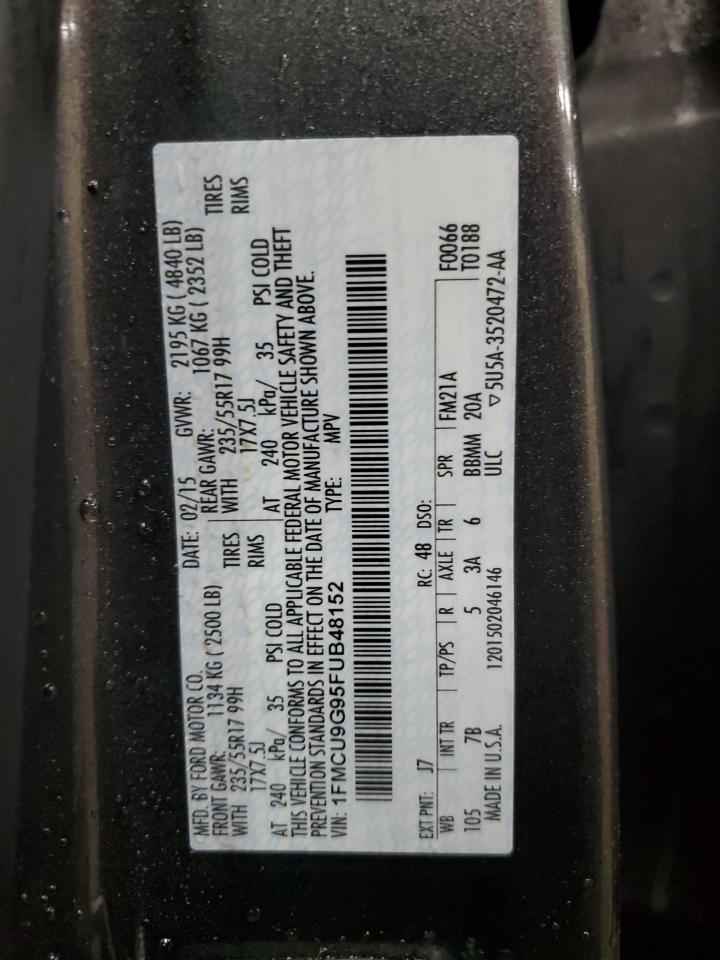 MFD. BY FORD MOTOR CO. DATE: 02/15 GVWR: 2195 KG ( 4840 LB)
FRONT GAWR: 1134 KG ( 2500 LB) REAR GAWR: 1067 KG ( 2352 LB)
WITH 235/55R17 99H TIRES WITH 235/55R17 99H TIRES
17X7.5J RIMS 17X7.5J RIMS
AT 240 kPa/ 35 PSI COLD AT 240 kPa/ 35 PSI COLD
THIS VEHICLE CONFORMS TO ALL APPLICABLE FEDERAL MOTOR VEHICLE SAFETY AND THEFT
PREVENTION STANDARDS IN EFFECT ON THE DATE OF MANUFACTURE SHOWN ABOVE.
VIN: 1FMCU9G95FUB48152 TYPE: MPV
EXT PNT: J7 RC: 48 DSO: F0066
WB INT TR TP/PS R AXLE TR SPR FM21A T0188
105 7B 5 3A 6 BBMM 20A
MADE IN U.S.A. 1201502046146 ULC ▽5U5A-3520472-AA